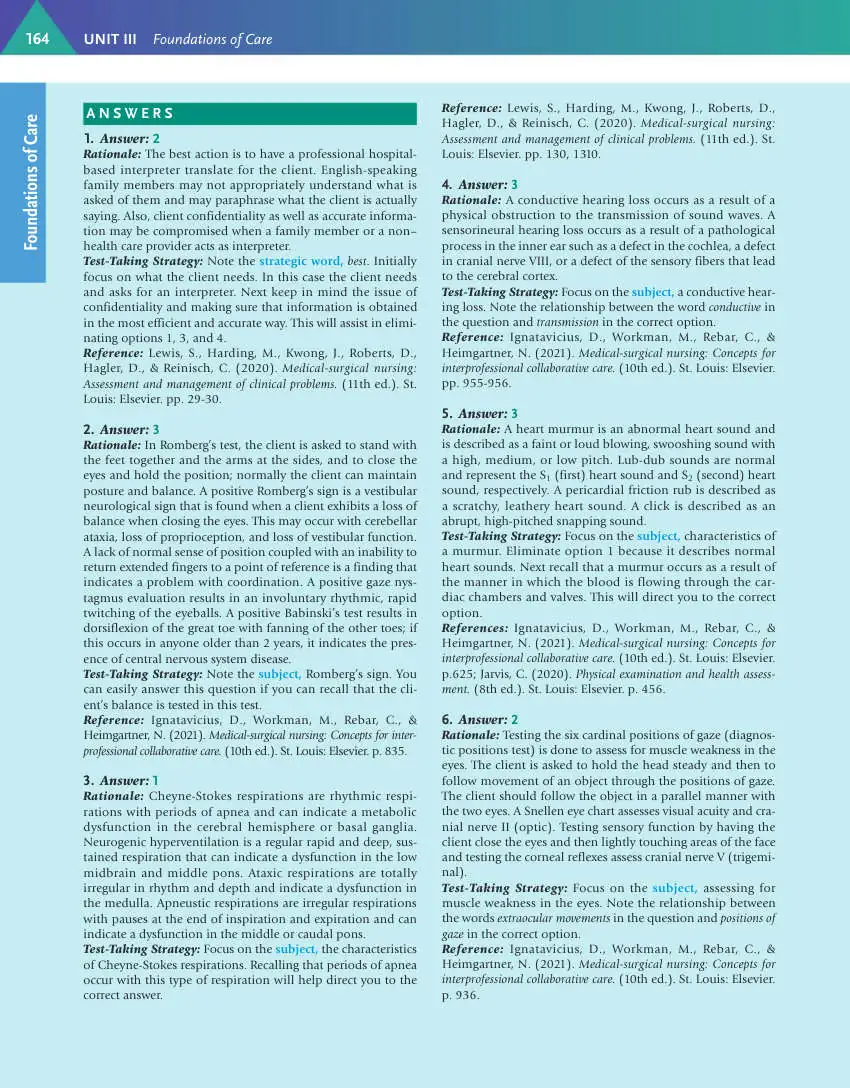 164
UNIT III Foundations of Care
Foundations of Care
ANSWERS
1. Answer: 2
Rationale: The best action is to have a professional hospital-
based interpreter translate for the client. English-speaking
family members may not appropriately understand what is
asked of them and may paraphrase what the client is actually
saying. Also, client confidentiality as well as accurate informa-
tion may be compromised when a family member or a non–
health care provider acts as interpreter.
Test-Taking Strategy: Note the strategic word, best. Initially
focus on what the client needs. In this case the client needs
and asks for an interpreter. Next keep in mind the issue of
confidentiality and making sure that information is obtained
in the most efficient and accurate way. This will assist in elimi-
nating options 1, 3, and 4.
Reference: Lewis, S., Harding, M., Kwong, J., Roberts, D.,
Hagler, D., & Reinisch, C. (2020). Medical-surgical nursing:
Assessment and management of clinical problems. (11th ed.). St.
Louis: Elsevier. pp. 29-30.
2. Answer: 3
Rationale: In Romberg's test, the client is asked to stand with
the feet together and the arms at the sides, and to close the
eyes and hold the position; normally the client can maintain
posture and balance. A positive Romberg's sign is a vestibular
neurological sign that is found when a client exhibits a loss of
balance when closing the eyes. This may occur with cerebellar
ataxia, loss of proprioception, and loss of vestibular function.
A lack of normal sense of position coupled with an inability to
return extended fingers to a point of reference is a finding that
indicates a problem with coordination. A positive gaze nys-
tagmus evaluation results in an involuntary rhythmic, rapid
twitching of the eyeballs. A positive Babinski's test results in
dorsiflexion of the great toe with fanning of the other toes; if
this occurs in anyone older than 2 years, it indicates the pres-
ence of central nervous system disease.
Test-Taking Strategy: Note the subject, Romberg's sign. You
can easily answer this question if you can recall that the cli-
ent's balance is tested in this test.
Reference: Ignatavicius, D., Workman, M., Rebar, C., &
Heimgartner, N. (2021). Medical-surgical nursing: Concepts for inter-
professional collaborative care. (10th ed.). St. Louis: Elsevier. p. 835.
3. Answer: 1
Rationale: Cheyne-Stokes respirations are rhythmic respi-
rations with periods of apnea and can indicate a metabolic
dysfunction in the cerebral hemisphere or basal ganglia.
Neurogenic hyperventilation is a regular rapid and deep, sus-
tained respiration that can indicate a dysfunction in the low
midbrain and middle pons. Ataxic respirations are totally
irregular in rhythm and depth and indicate a dysfunction in
the medulla. Apneustic respirations are irregular respirations
with pauses at the end of inspiration and expiration and can
indicate a dysfunction in the middle or caudal pons.
Test-Taking Strategy: Focus on the subject, the characteristics
of Cheyne-Stokes respirations. Recalling that periods of apnea
occur with this type of respiration will help direct you to the
correct answer.
Reference: Lewis, S., Harding, M., Kwong, J., Roberts, D.,
Hagler, D., & Reinisch, C. (2020). Medical-surgical nursing:
Assessment and management of clinical problems. (11th ed.). St.
Louis: Elsevier. pp. 130, 1310.
4. Answer: 3
Rationale: A conductive hearing loss occurs as a result of a
physical obstruction to the transmission of sound waves. A
sensorineural hearing loss occurs as a result of a pathological
process in the inner ear such as a defect in the cochlea, a defect
in cranial nerve VIII, or a defect of the sensory fibers that lead
to the cerebral cortex.
Test-Taking Strategy: Focus on the subject, a conductive hear-
ing loss. Note the relationship between the word conductive in
the question and transmission in the correct option.
Reference: Ignatavicius, D., Workman, M., Rebar, C., &
Heimgartner, N. (2021). Medical-surgical nursing: Concepts for
interprofessional collaborative care. (10th ed.). St. Louis: Elsevier.
pp. 955-956.
5. Answer: 3
Rationale: A heart murmur is an abnormal heart sound and
is described as a faint or loud blowing, swooshing sound with
a high, medium, or low pitch. Lub-dub sounds are normal
and represent the S1 (first) heart sound and S2 (second) heart
sound, respectively. A pericardial friction rub is described as
a scratchy, leathery heart sound. A click is described as an
abrupt, high-pitched snapping sound.
Test-Taking Strategy: Focus on the subject, characteristics of
a murmur. Eliminate option 1 because it describes normal
heart sounds. Next recall that a murmur occurs as a result of
the manner in which the blood is flowing through the car-
diac chambers and valves. This will direct you to the correct
option.
References: Ignatavicius, D., Workman, M., Rebar, C., &
Heimgartner, N. (2021). Medical-surgical nursing: Concepts for
interprofessional collaborative care. (10th ed.). St. Louis: Elsevier.
p.625; Jarvis, C. (2020). Physical examination and health assess-
ment. (8th ed.). St. Louis: Elsevier. p. 456.
6. Answer: 2
Rationale: Testing the six cardinal positions of gaze (diagnos-
tic positions test) is done to assess for muscle weakness in the
eyes. The client is asked to hold the head steady and then to
follow movement of an object through the positions of gaze.
The client should follow the object in a parallel manner with
the two eyes. A Snellen eye chart assesses visual acuity and cra-
nial nerve II (optic). Testing sensory function by having the
client close the eyes and then lightly touching areas of the face
and testing the corneal reflexes assess cranial nerve V (trigemi-
nal).
Test-Taking Strategy: Focus on the subject, assessing for
muscle weakness in the eyes. Note the relationship between
the words extraocular movements in the question and positions of
gaze in the correct option.
Reference: Ignatavicius, D., Workman, M., Rebar, C., &
Heimgartner, N. (2021). Medical-surgical nursing: Concepts for
interprofessional collaborative care. (10th ed.). St. Louis: Elsevier.
p. 936.